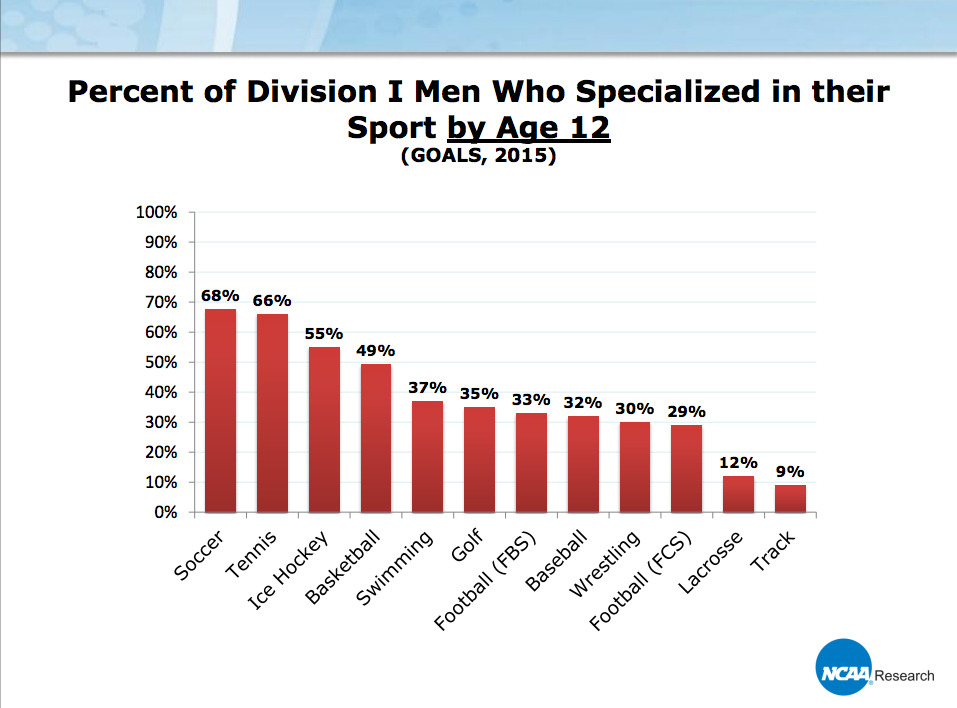 Percent of Division I Men Who Specialized in their
Sport by Age 12
(GOALS, 2015)
100%
90%
80%
70%
60%
50%
40%
30%
20%
10%
0%
68%
66%
55%
49%
37%
35%
33%
32%
30%
29%
12%
9%
Soccer
Tennis
Ice Hockey
Basketball
Swimming
Golf
Football (FBS)
Baseball
Wrestling
Football (FCS)
Lacrosse
Track
NCAA® Research